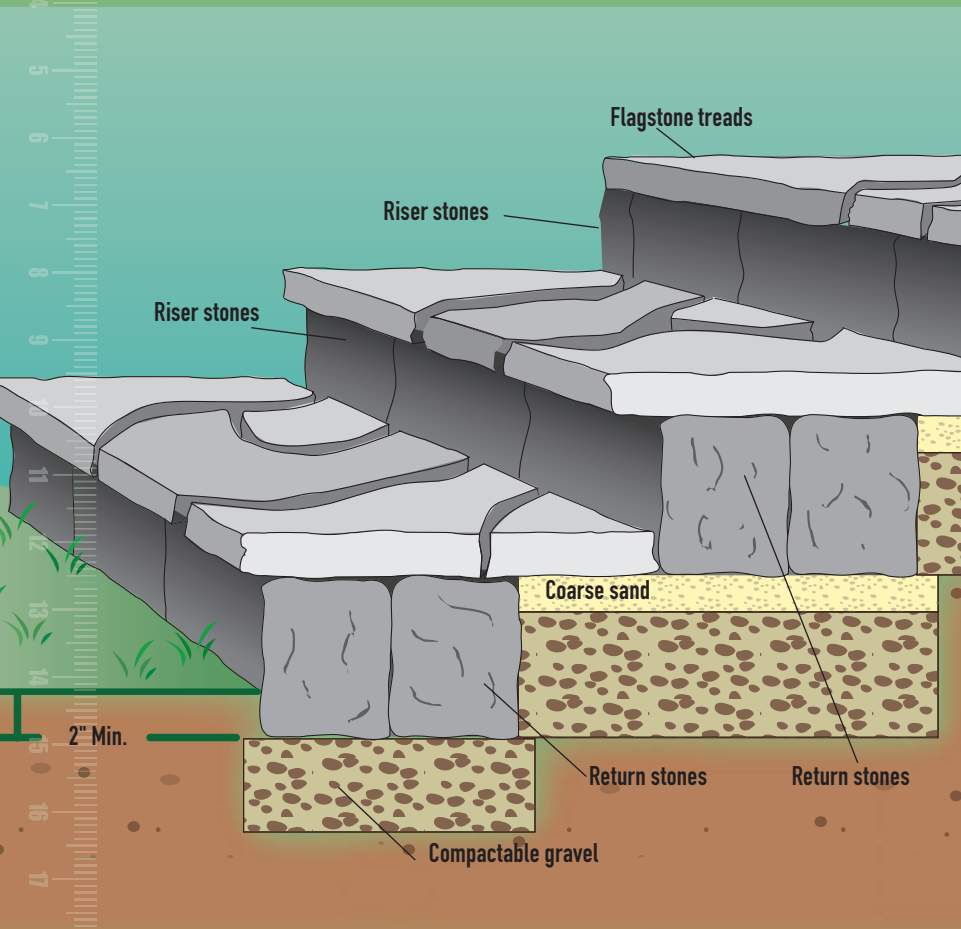 4
5
6
7
8
9
10
11
12
13
14
15
16
17
Flagstone treads
Riser stones
Riser stones
Coarse sand
2" Min.
Return stones
Return stones
Compactable gravel